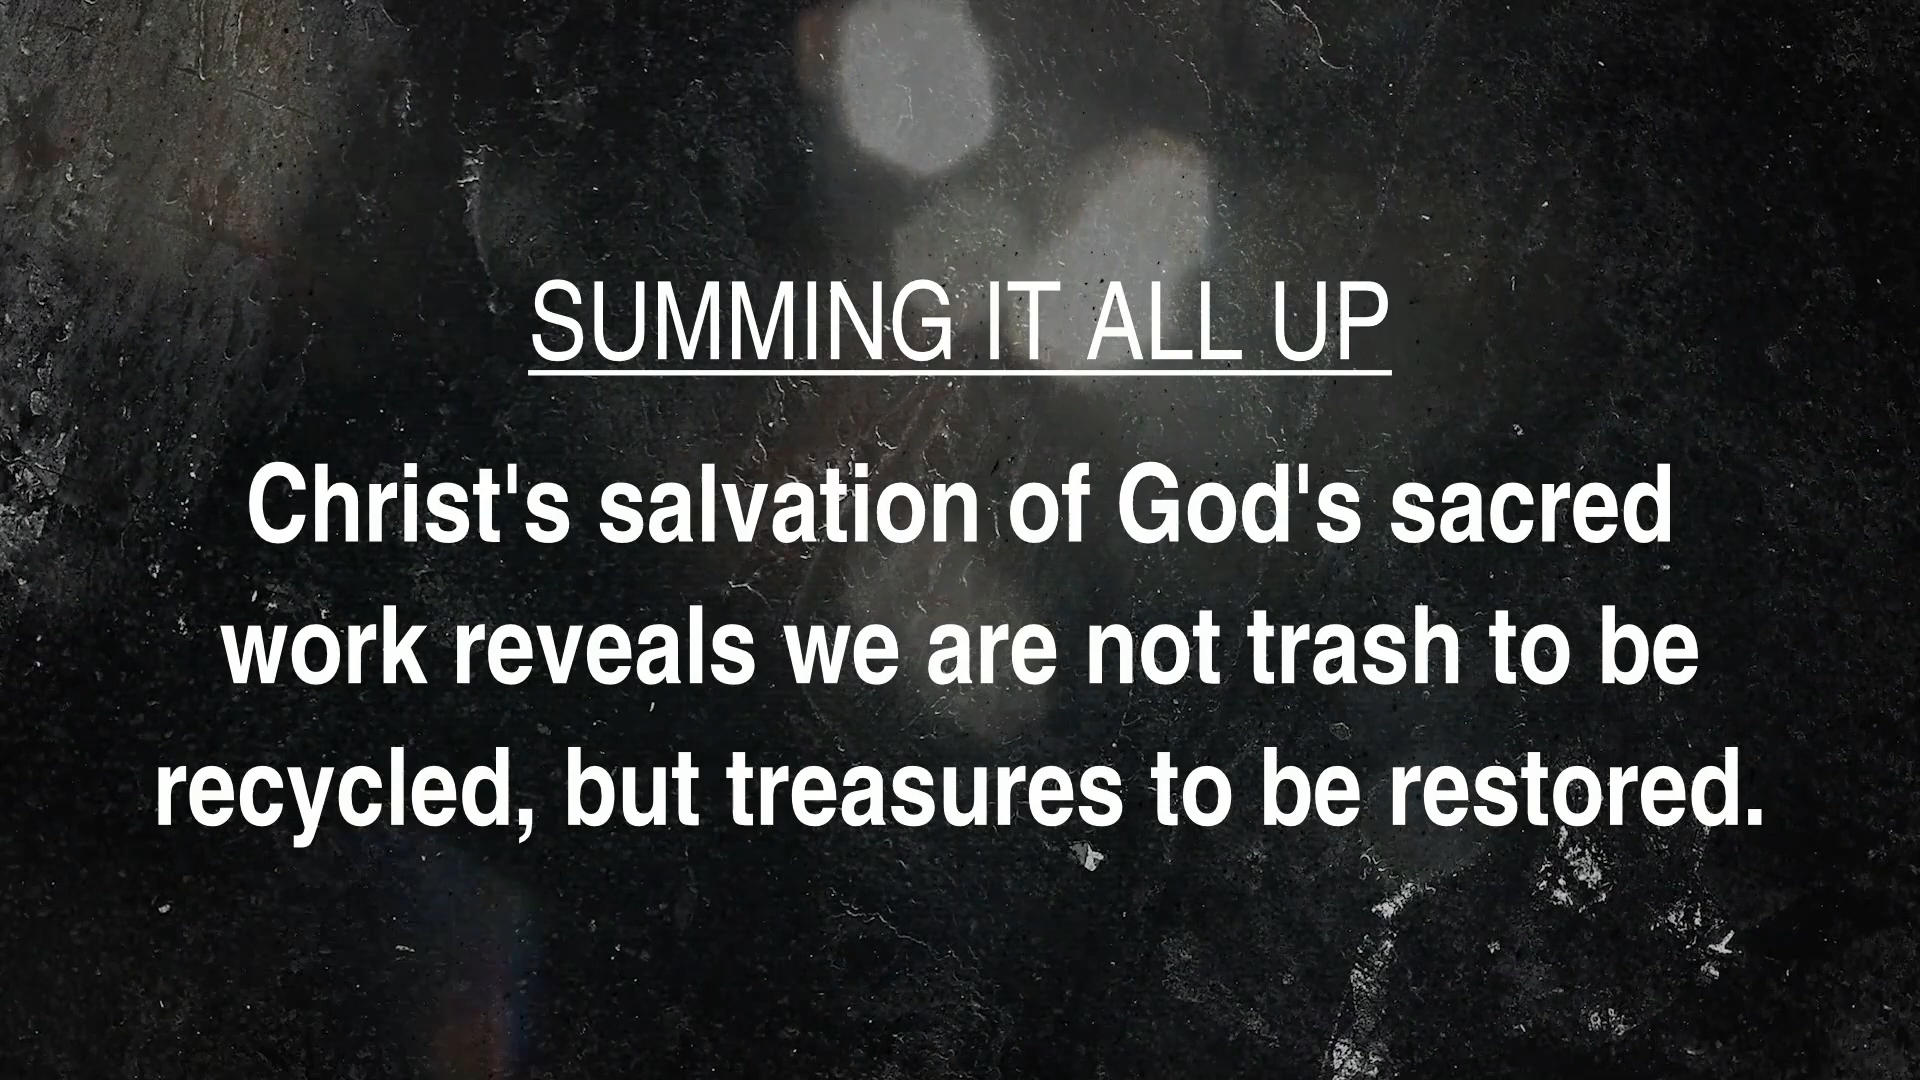 SUMMING IT ALL UP
Christ's salvation of God's sacred
work reveals we are not trash to be
recycled, but treasures to be restored.